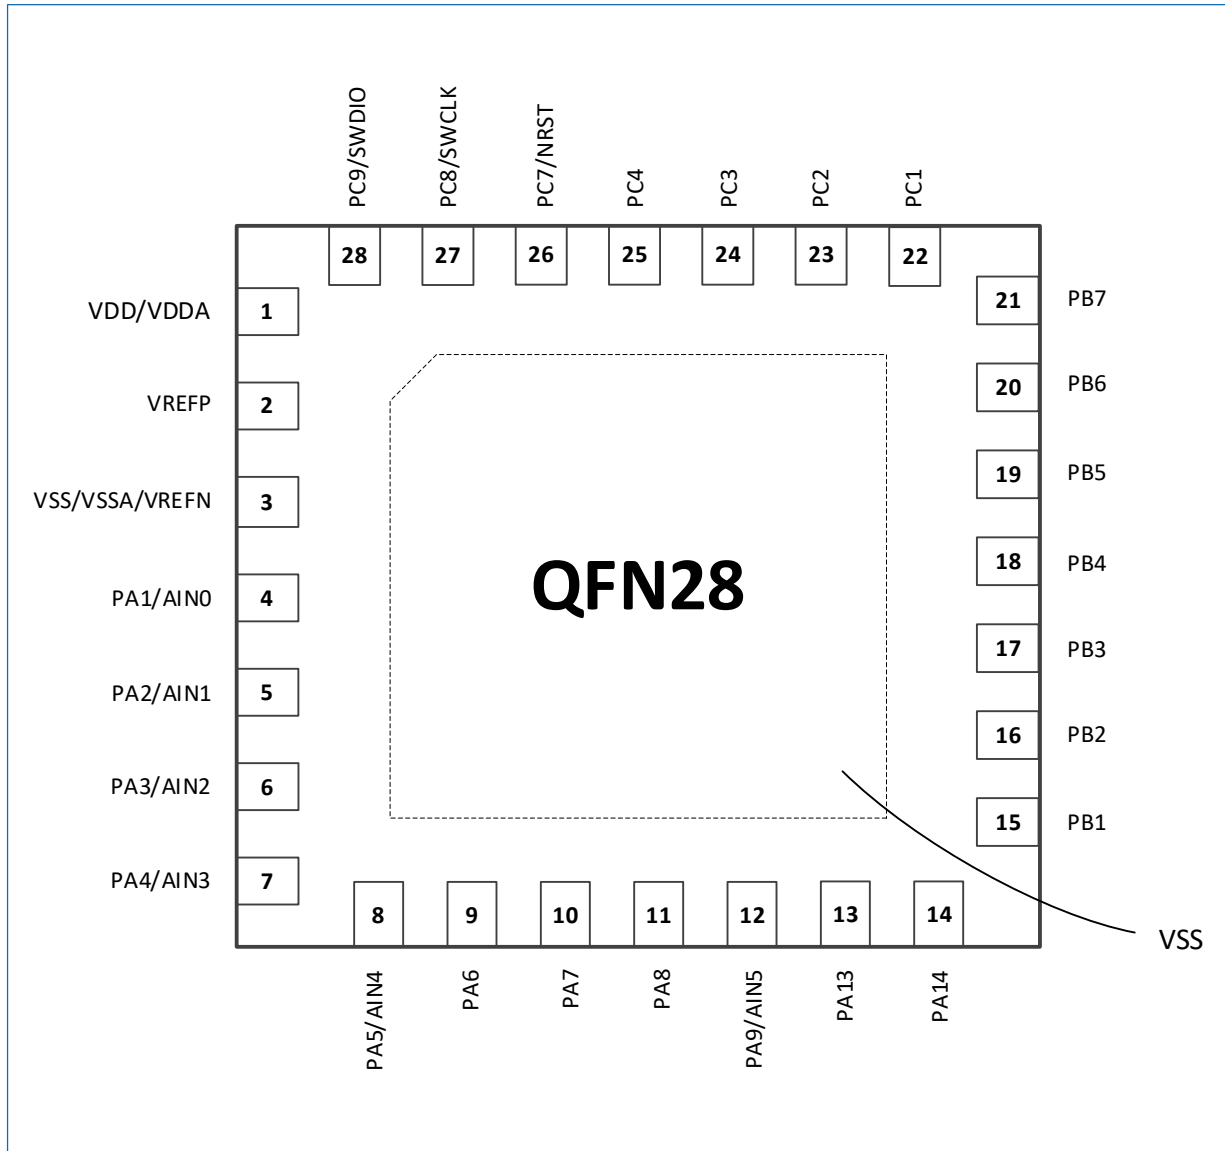 PC9/SWDIO
PC8/SWCLK
PC7/NRST
PC4
PC3
PC2
PC1
28
27
26
25
24
23
22
VDD/VDDA 1
VREFP 2
VSS/VSSA/VREFN 3
PA1/AIN0 4
PA2/AIN1 5
PA3/AIN2 6
PA4/AIN3 7
QFN28
21 PB7
20 PB6
19 PB5
18 PB4
17 PB3
16 PB2
15 PB1
8
9
10
11
12
13
14
VSS
PA5/AIN4
PA6
PA7
PA8
PA9/AIN5
PA13
PA14